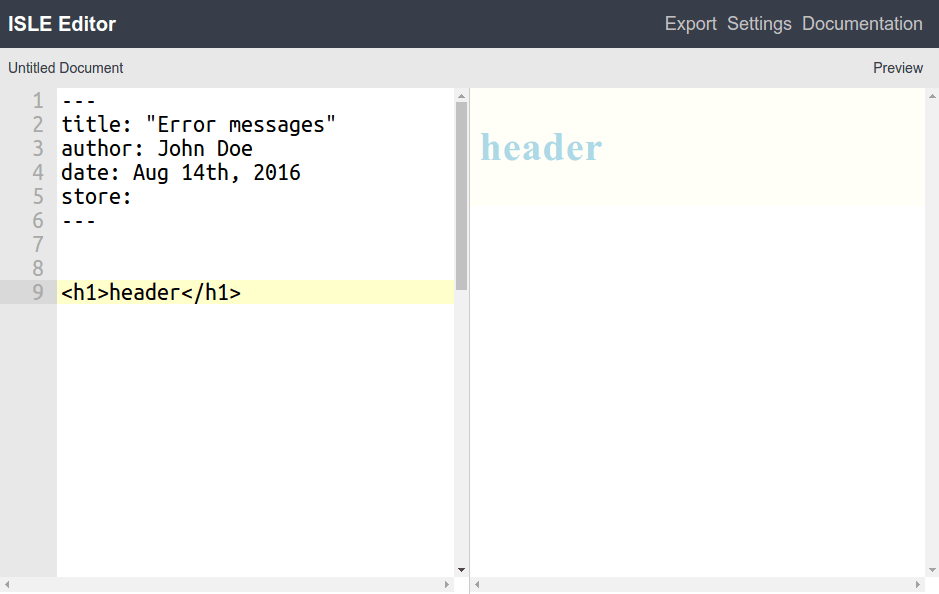 ISLE Editor
Export Settings Documentation
Untitled Document
Preview
1 ---
2 title: "Error messages"
3 author: John Doe
4 date: Aug 14th, 2016
5 store:
6 ---
7
8
9 <h1>header</h1>
header